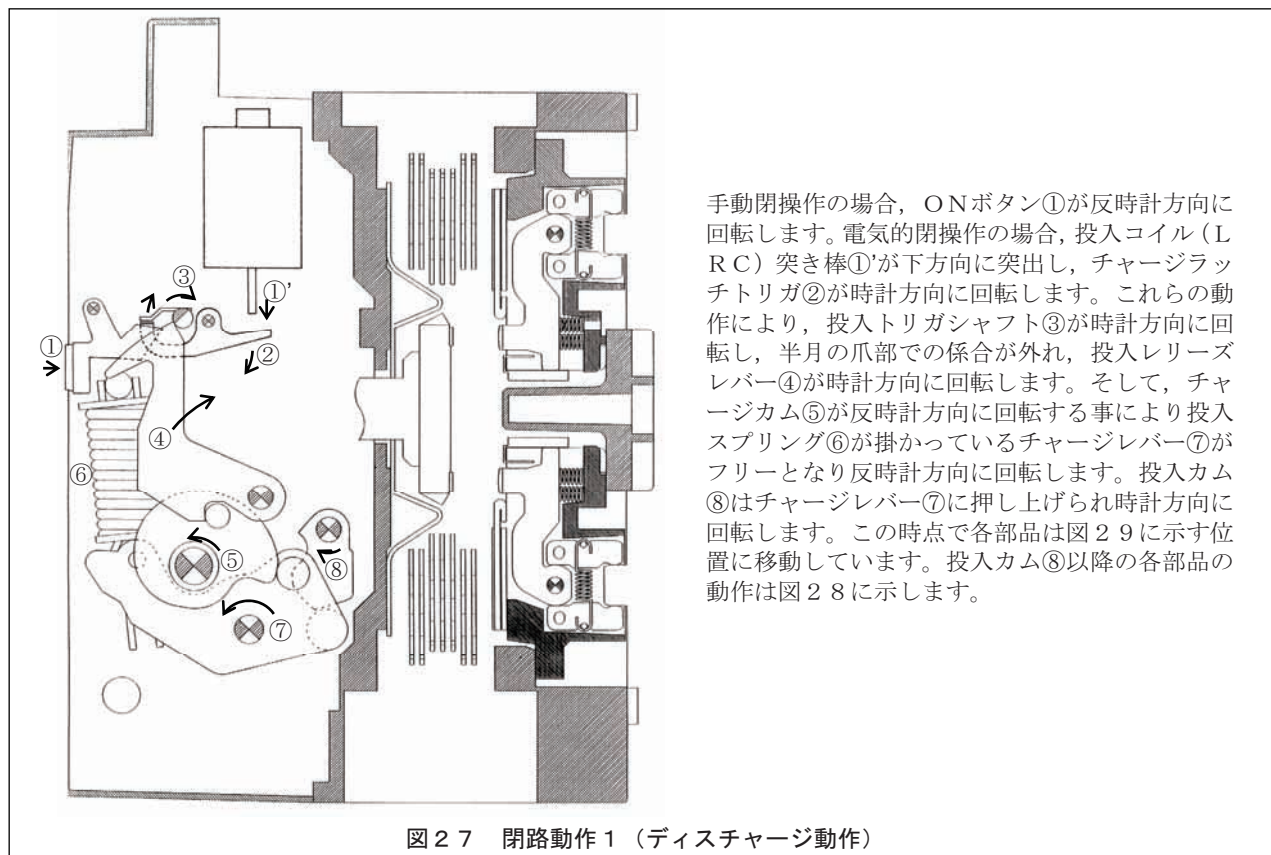 手動閉操作の場合，ＯＮボタン①が反時計方向に
回転します。電気的閉操作の場合，投入コイル（Ｌ
ＲＣ）突き棒①’が下方向に突出し，チャージラッ
チトリガ②が時計方向に回転します。これらの動
作により，投入トリガシャフト③が時計方向に回
転し，半月の爪部での係合が外れ，投入レリーズ
レバー④が時計方向に回転します。そして，チャ
ージカム⑤が反時計方向に回転する事により投入
スプリング⑥が掛かっているチャージレバー⑦が
フリーとなり反時計方向に回転します。投入カム
⑧はチャージレバー⑦に押し上げられ時計方向に
回転します。この時点で各部品は図２９に示す位
置に移動しています。投入カム⑧以降の各部品の
動作は図２８に示します。
③
①’
①
②
④
⑥
⑤
⑧
⑦
図２７　閉路動作１（ディスチャージ動作）